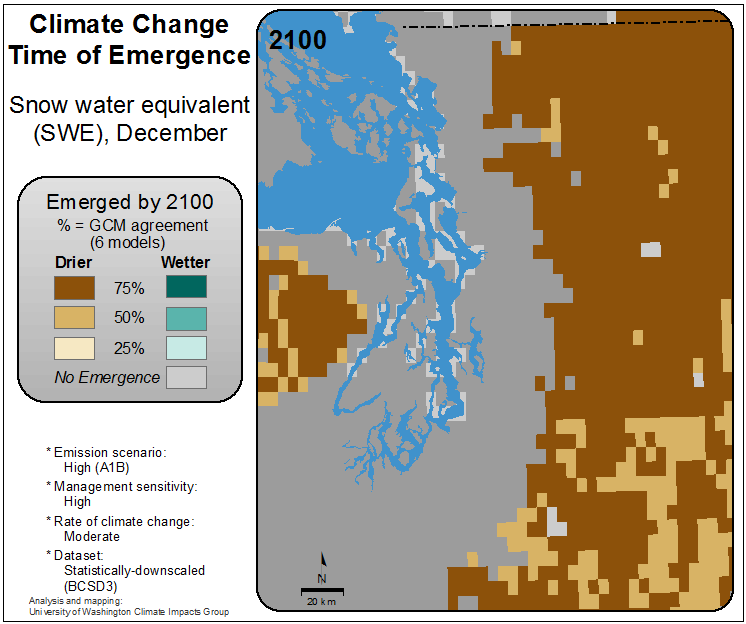 Climate Change
Time of Emergence
Snow water equivalent
(SWE), December
Emerged by 2100
% = GCM agreement
(6 models)
Drier Wetter
75%
50%
25%
No Emergence
* Emission scenario:
High (A1B)
* Management sensitivity:
High
* Rate of climate change:
Moderate
* Dataset:
Statistically-downscaled
(BCSD3)
Analysis and mapping:
University of Washington Climate Impacts Group
2100
N
20 km